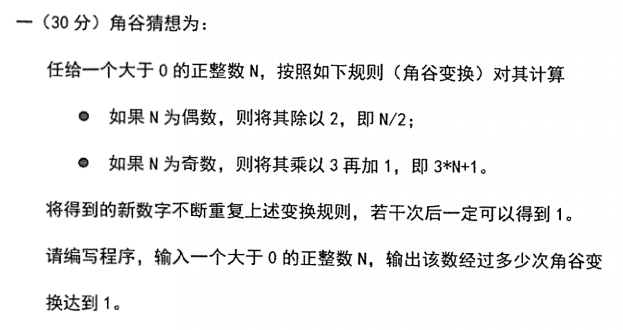 一（30 分）角谷猜想为：
任给一个大于 0 的正整数 N，按照如下规则（角谷变换）对其计算
● 如果 N 为偶数，则将其除以 2，即 N/2；
● 如果 N 为奇数，则将其乘以 3 再加 1，即 3*N+1。
将得到的新数字不断重复上述变换规则，若干次后一定可以得到 1。
请编写程序，输入一个大于 0 的正整数 N，输出该数经过多少次角谷变
换达到 1。